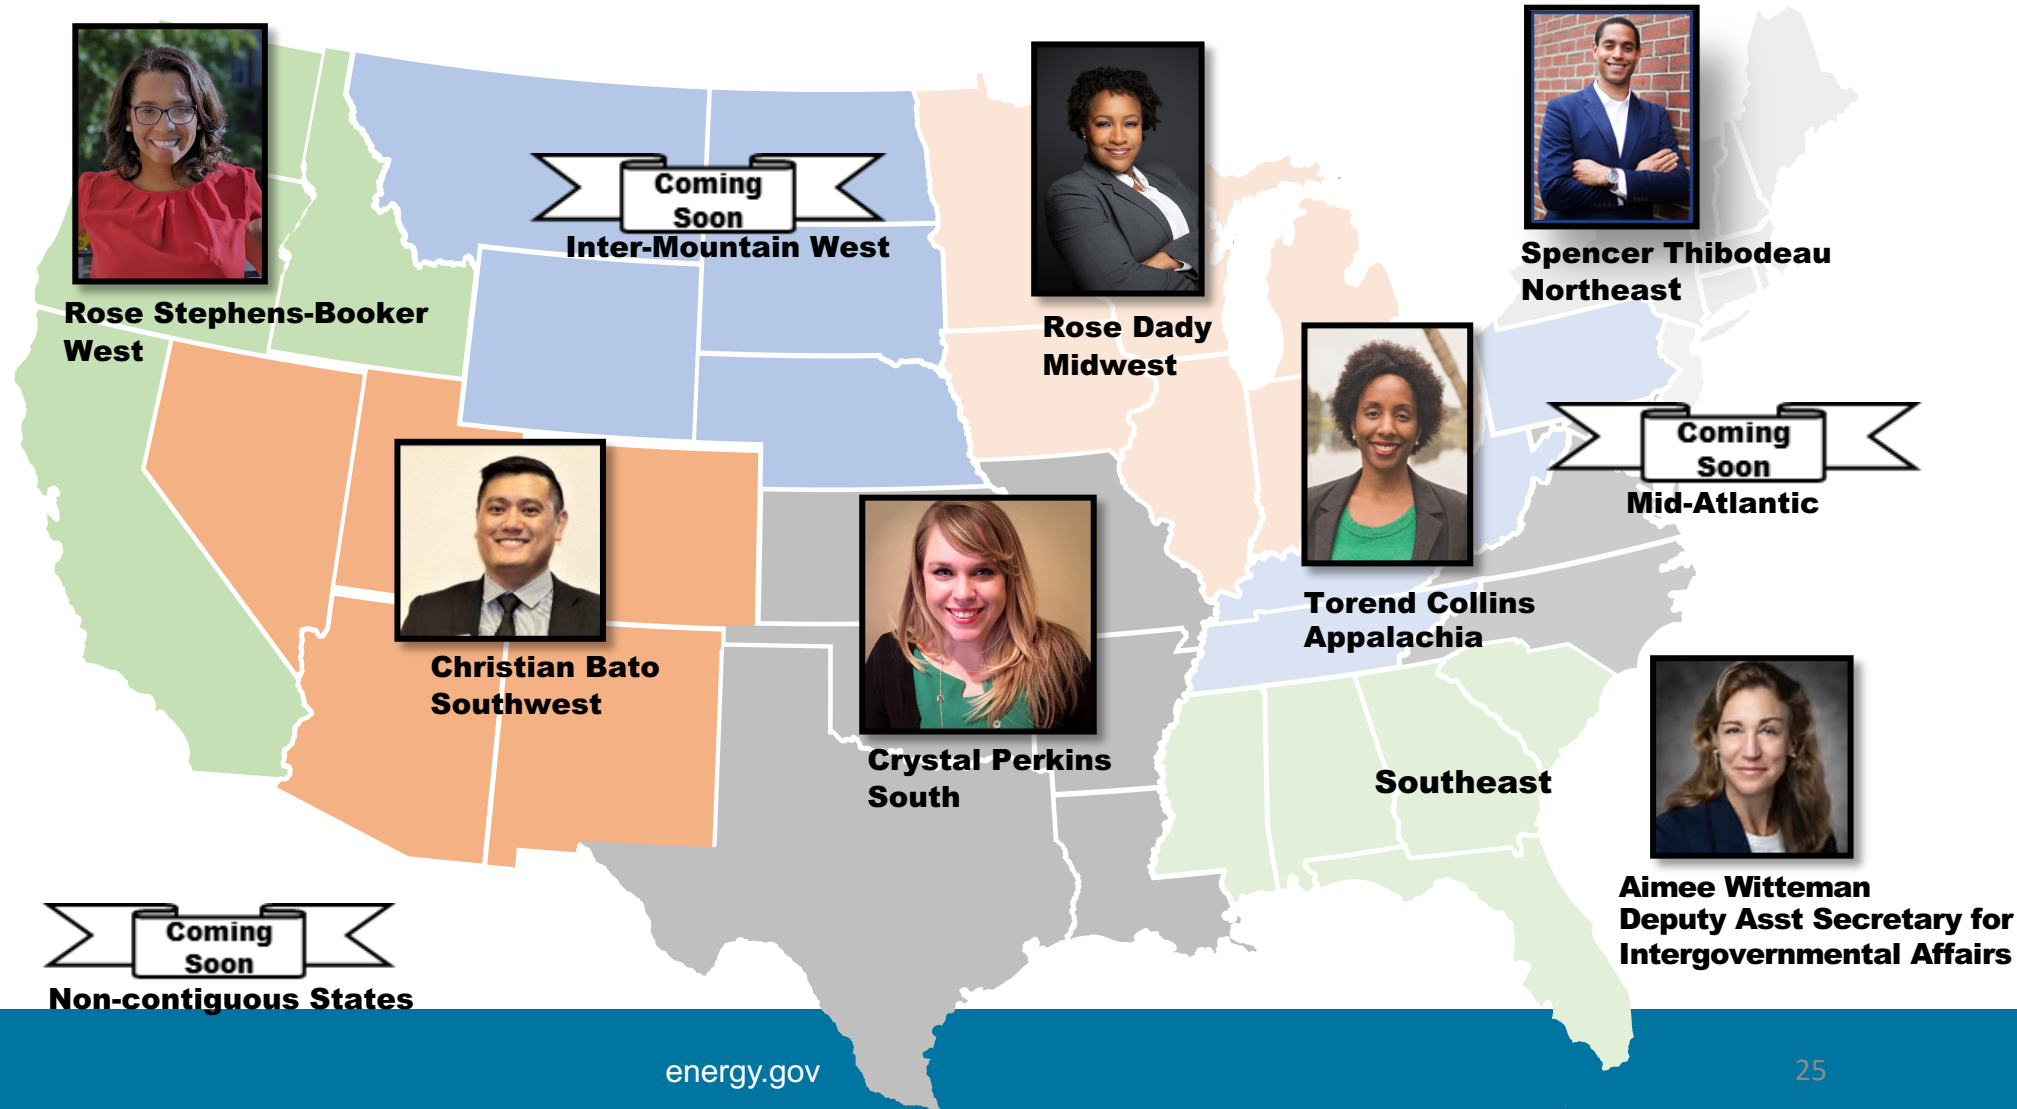 Rose Stephens-Booker
West
Coming
Soon
Inter-Mountain West
Rose Dady
Midwest
Spencer Thibodeau
Northeast
Christian Bato
Southwest
Crystal Perkins
South
Torend Collins
Appalachia
Coming
Soon
Mid-Atlantic
Southeast
Aimee Witteman
Deputy Asst Secretary for
Intergovernmental Affairs
Coming
Soon
Non-contiguous States
energy.gov
25